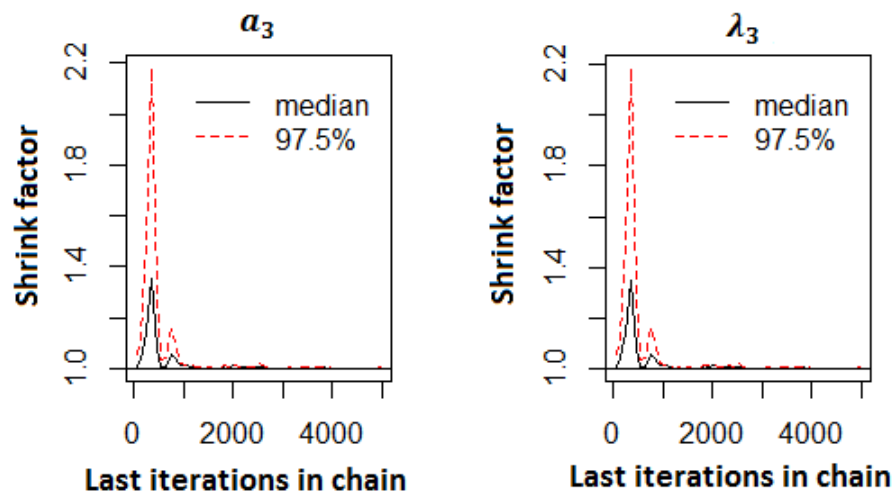 a₃
Shrink factor
2.2
1.8
1.4
1.0
median
97.5%
0 2000 4000
Last iterations in chain
λ₃
Shrink factor
2.2
1.8
1.4
1.0
median
97.5%
0 2000 4000
Last iterations in chain